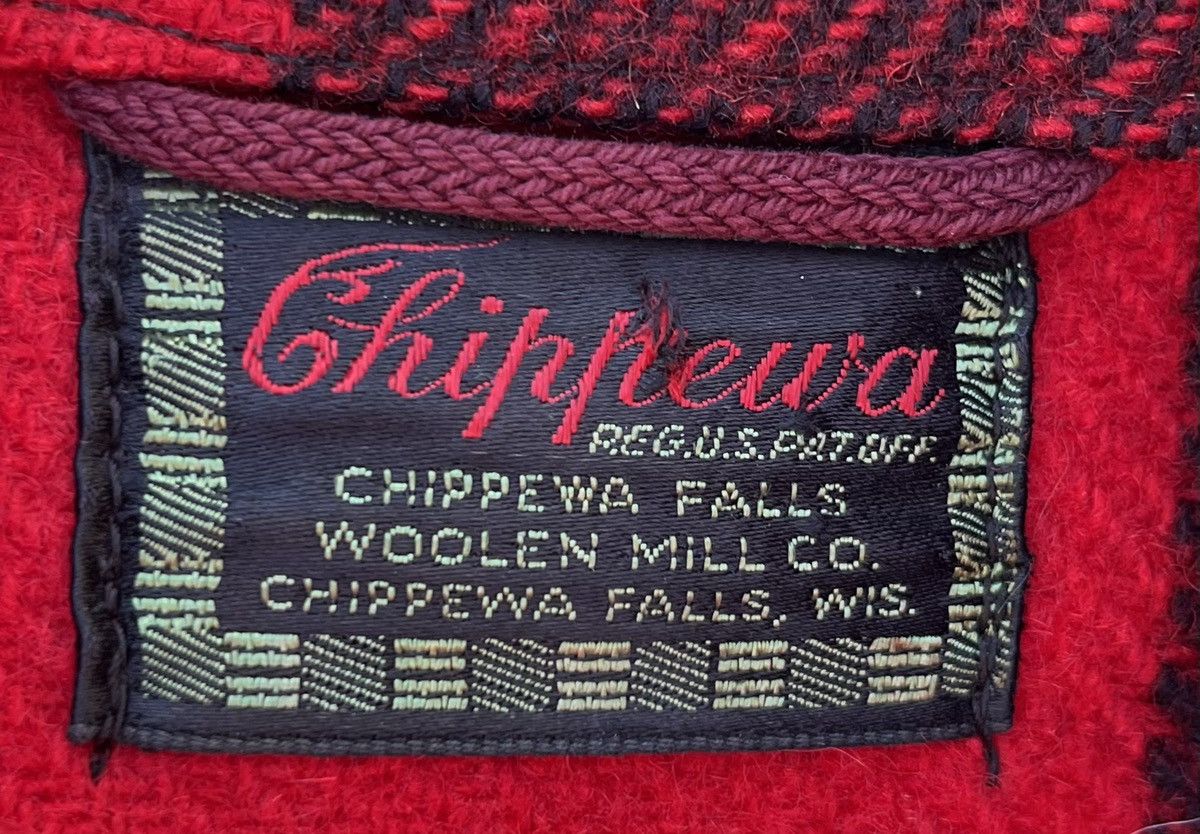 Chippewa
REG.U.S.PAT.OFF.
CHIPPEWA FALLS
WOOLEN MILL CO.
CHIPPEWA FALLS, WIS.